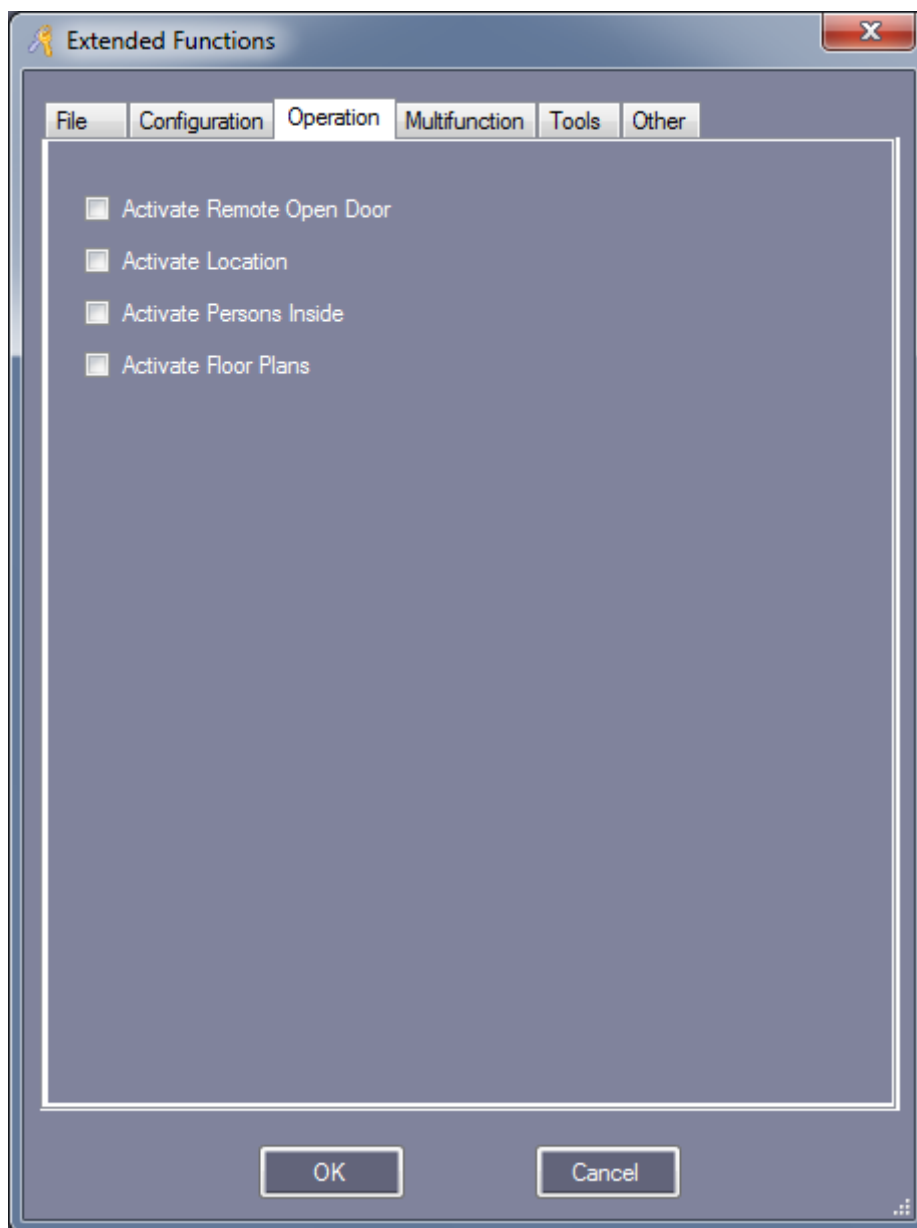 Extended Functions
File Configuration Operation Multifunction Tools Other
Activate Remote Open Door
Activate Location
Activate Persons Inside
Activate Floor Plans
OK Cancel